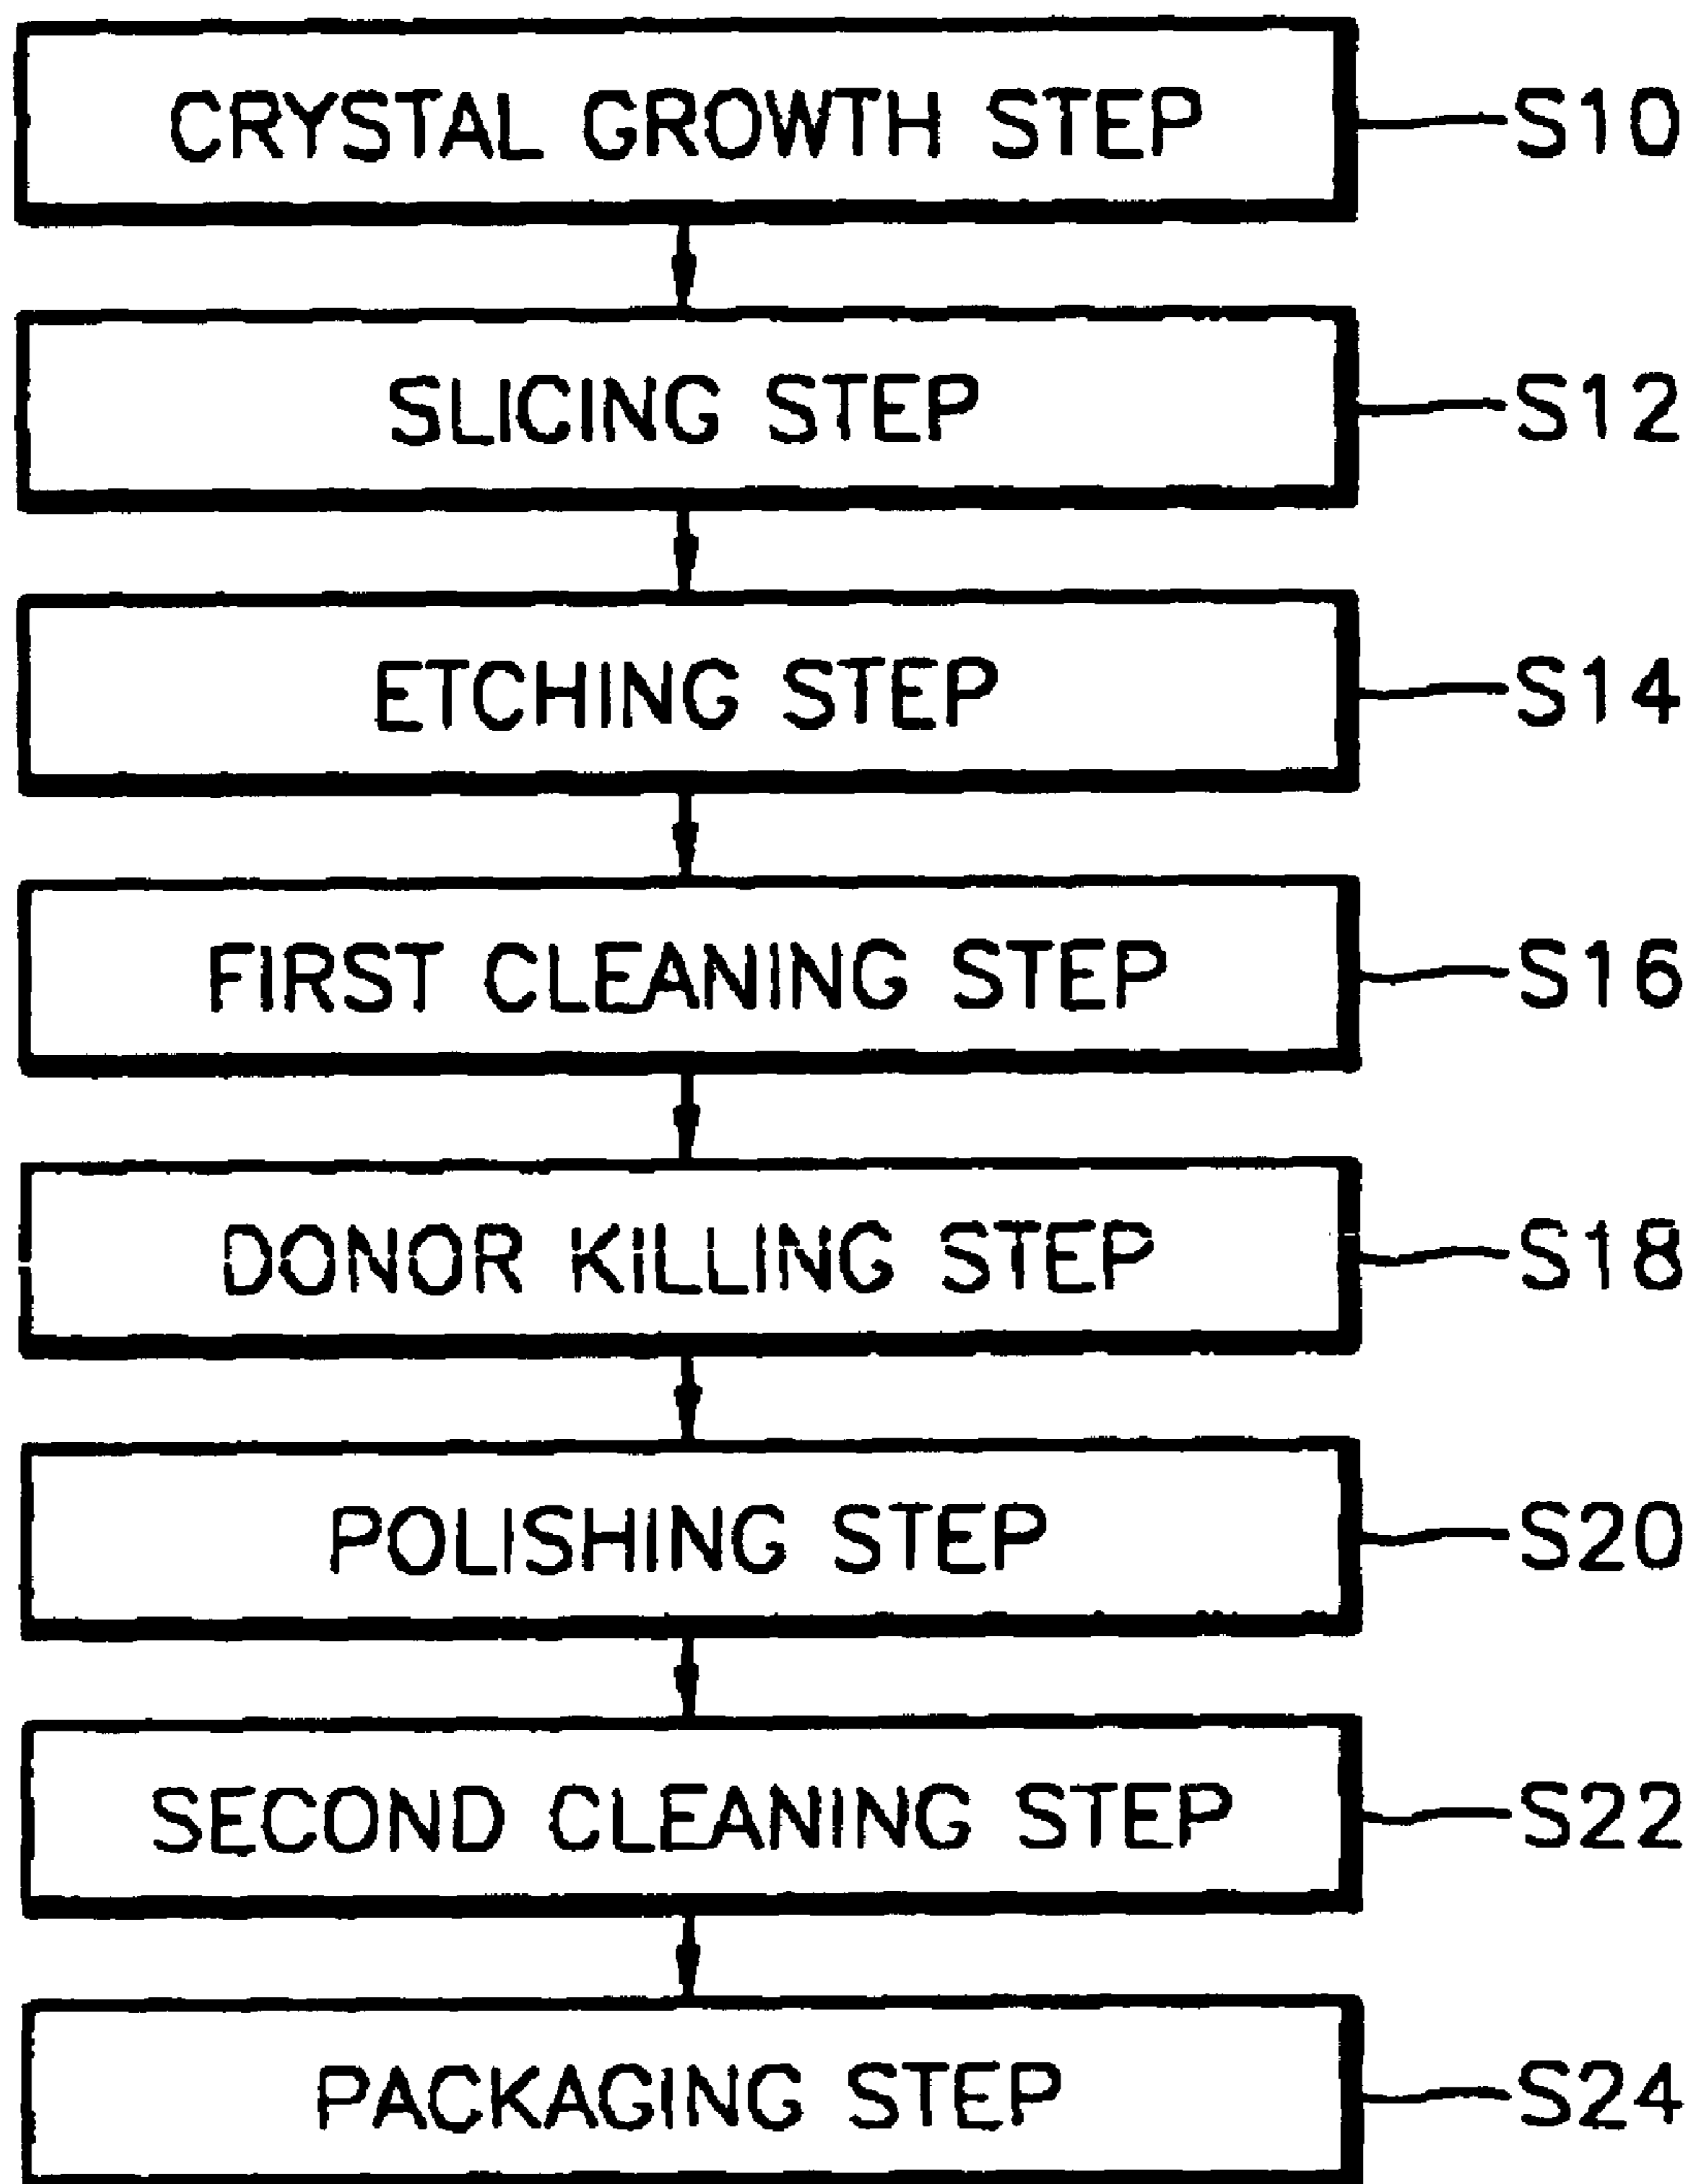 CRYSTAL GROWTH STEP S10
SLICING STEP S12
ETCHING STEP S14
FIRST CLEANING STEP S16
DONOR KILLING STEP S18
POLISHING STEP S20
SECOND CLEANING STEP S22
PACKAGING STEP S24